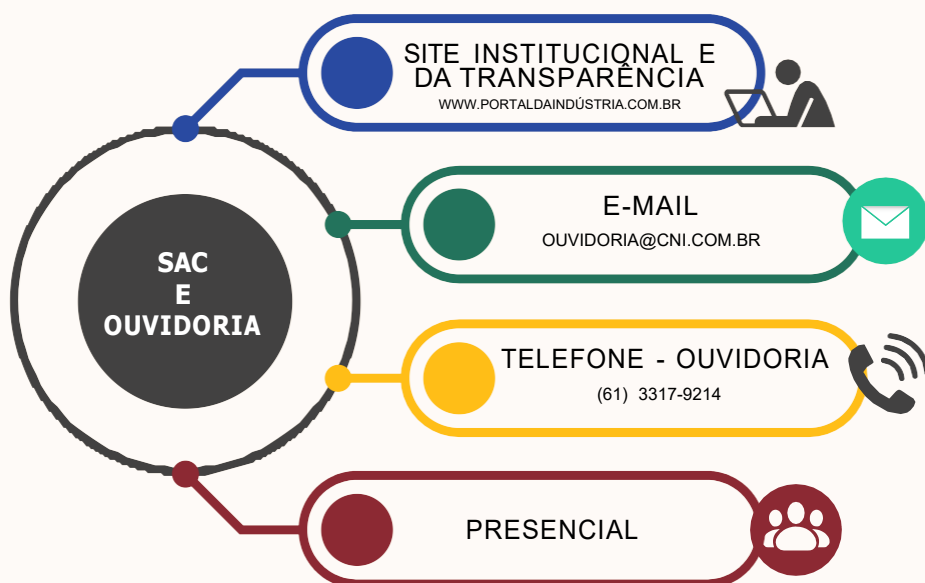 SITE INSTITUCIONAL E
DA TRANSPARÊNCIA
WWW.PORTALDAINDÚSTRIA.COM.BR
E-MAIL
OUVIDORIA@CNI.COM.BR
SAC
E
OUVIDORIA
TELEFONE - OUVIDORIA
(61) 3317-9214
PRESENCIAL